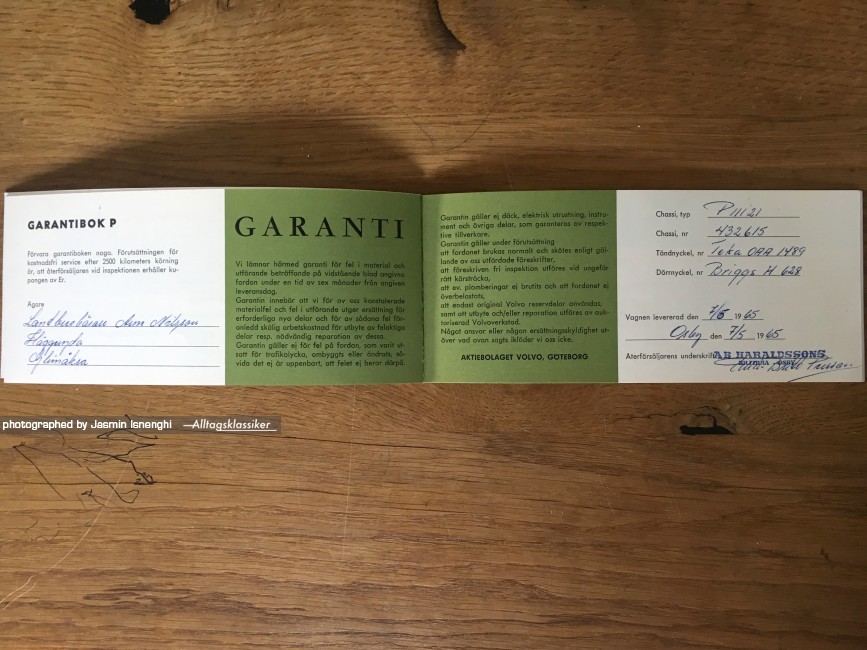 GARANTIBOK P
Förvara garantiboken noga. Förutsättningen för
kostnadsfri service efter 2500 kilometers körning
är, att återförsäljaren vid inspektionen erhåller ku-
pongen av Er.
Ägare
Lantbrukaren Arn Nilsson
Häggunda
GARANTI
Vi lämnar härmed garanti för fel i material och
utförande beträffande på vidstående blad angivna
fordon under en tid av sex månader från angiven
leveransdag.
Garantin innebär att vi för av oss konstaterade
materialfel och fel i utförande utger ersättning för
erforderliga nya delar och för av sådana fel för-
anledd skälig arbetskostnad för utbyte av felaktiga
delar resp. nödvändig reparation av dessa.
Garantin gäller ej för fel på fordon, som varit ut-
satt för trafikolycka, ombyggts eller ändrats, så-
vida det ej är uppenbart, att felet ej beror därpå.
Garantin gäller ej däck, elektrisk utrustning, instru-
ment och övriga delar, som garanteras av respek-
tive tillverkare.
Garantin gäller under förutsättning
att fordonet brukas normalt och skötes enligt gäl-
lande av oss utfärdade föreskrifter,
att föreskriven fri inspektion utföres vid ungefär
rätt körsträcka,
att ev. plomberingar ej brutits och att fordonet ej
överbelastats,
att endast original Volvo reservdelar användas,
samt att utbyte och/eller reparation utföres av auk-
toriserad Volvoverkstad.
Något ansvar eller någon ersättningsskyldighet ut-
över vad ovan sagts ikläder vi oss icke.
AKTIEBOLAGET VOLVO, GÖTEBORG
Chassi, typ P 11121
Chassi, nr 432615
Tändnyckel, nr OAA 1489
Dörrnyckel, nr Briggs H 628
Vagnen levererad den 7/5 1965
Osby den 7/5 1965
Återförsäljarens underskrift AB HARALDSSONS
photographed by Jasmin Isnenghi —Alltagsklassiker